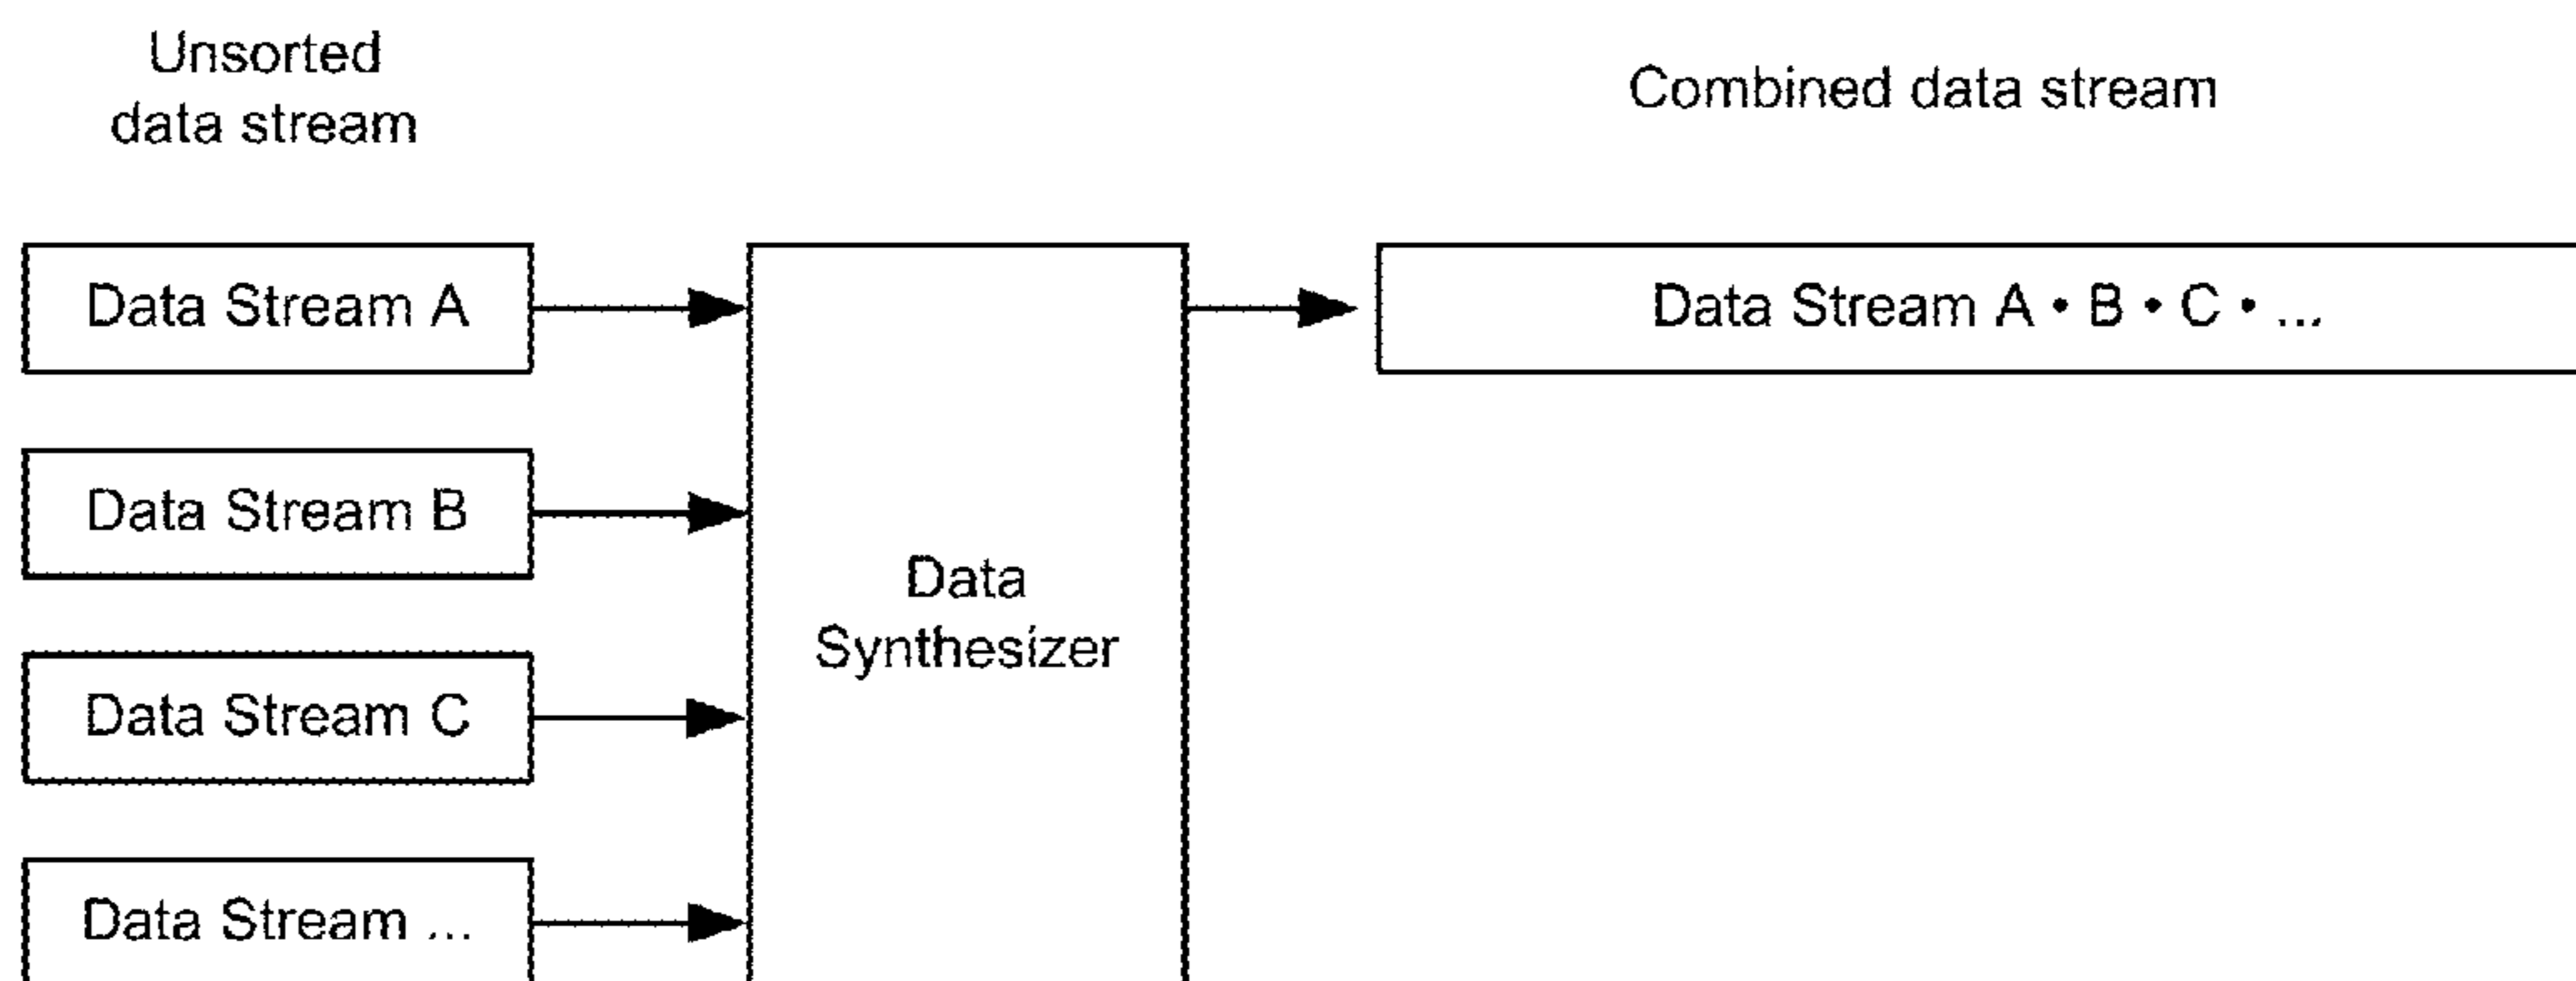 Unsorted
data stream
Combined data stream
Data Stream A
Data Stream A • B • C • ...
Data Stream B
Data
Synthesizer
Data Stream C
Data Stream ...